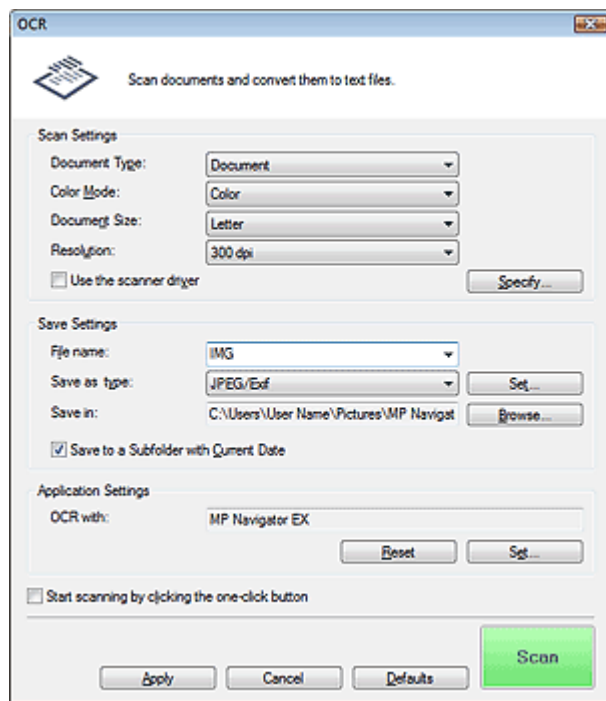 OCR
Scan documents and convert them to text files.
Scan Settings
Document Type: Document
Color Mode: Color
Document Size: Letter
Resolution: 300 dpi
Use the scanner driver Specify...
Save Settings
File name: IMG
Save as type: JPEG/Exif Set...
Save in: C:\Users\User Name\Pictures\MP Navigat Browse...
Save to a Subfolder with Current Date
Application Settings
OCR with: MP Navigator EX
Reset Set...
Start scanning by clicking the one-click button
Scan
Apply Cancel Defaults